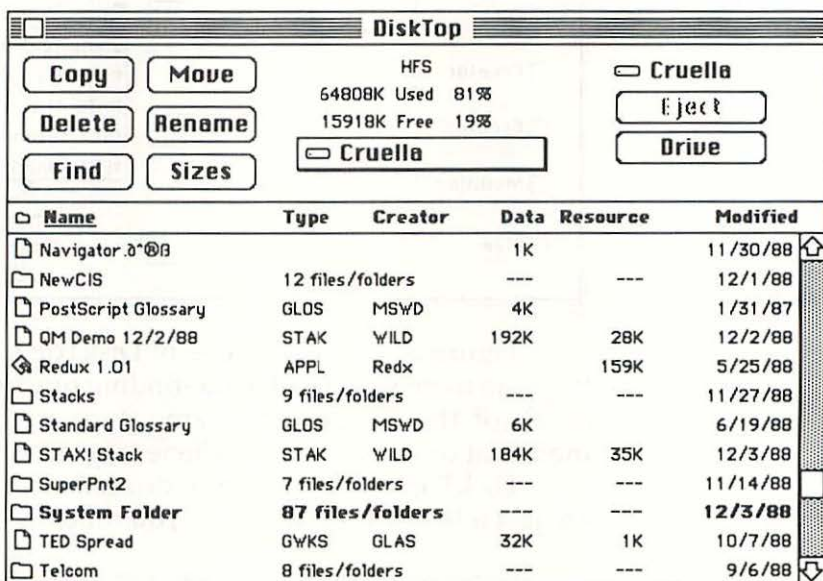 DiskTop
Copy Move
Delete Rename
Find Sizes
HFS
64808K Used 81%
15918K Free 19%
Cruella
Cruella
Eject
Drive
Name Type Creator Data Resource Modified
Navigator.∂^®ß 1K 11/30/88
NewCIS 12 files/folders --- --- 12/1/88
PostScript Glossary GLOS MSWD 4K 1/31/87
QM Demo 12/2/88 STAK WILD 192K 28K 12/2/88
Redux 1.01 APPL Redx 159K 5/25/88
Stacks 9 files/folders --- --- 11/27/88
Standard Glossary GLOS MSWD 6K 6/19/88
STAX! Stack STAK WILD 184K 35K 12/3/88
SuperPnt2 7 files/folders --- --- 11/14/88
System Folder 87 files/folders --- --- 12/3/88
TED Spread GWKS GLAS 32K 1K 10/7/88
Telcom 8 files/folders --- --- 9/6/88